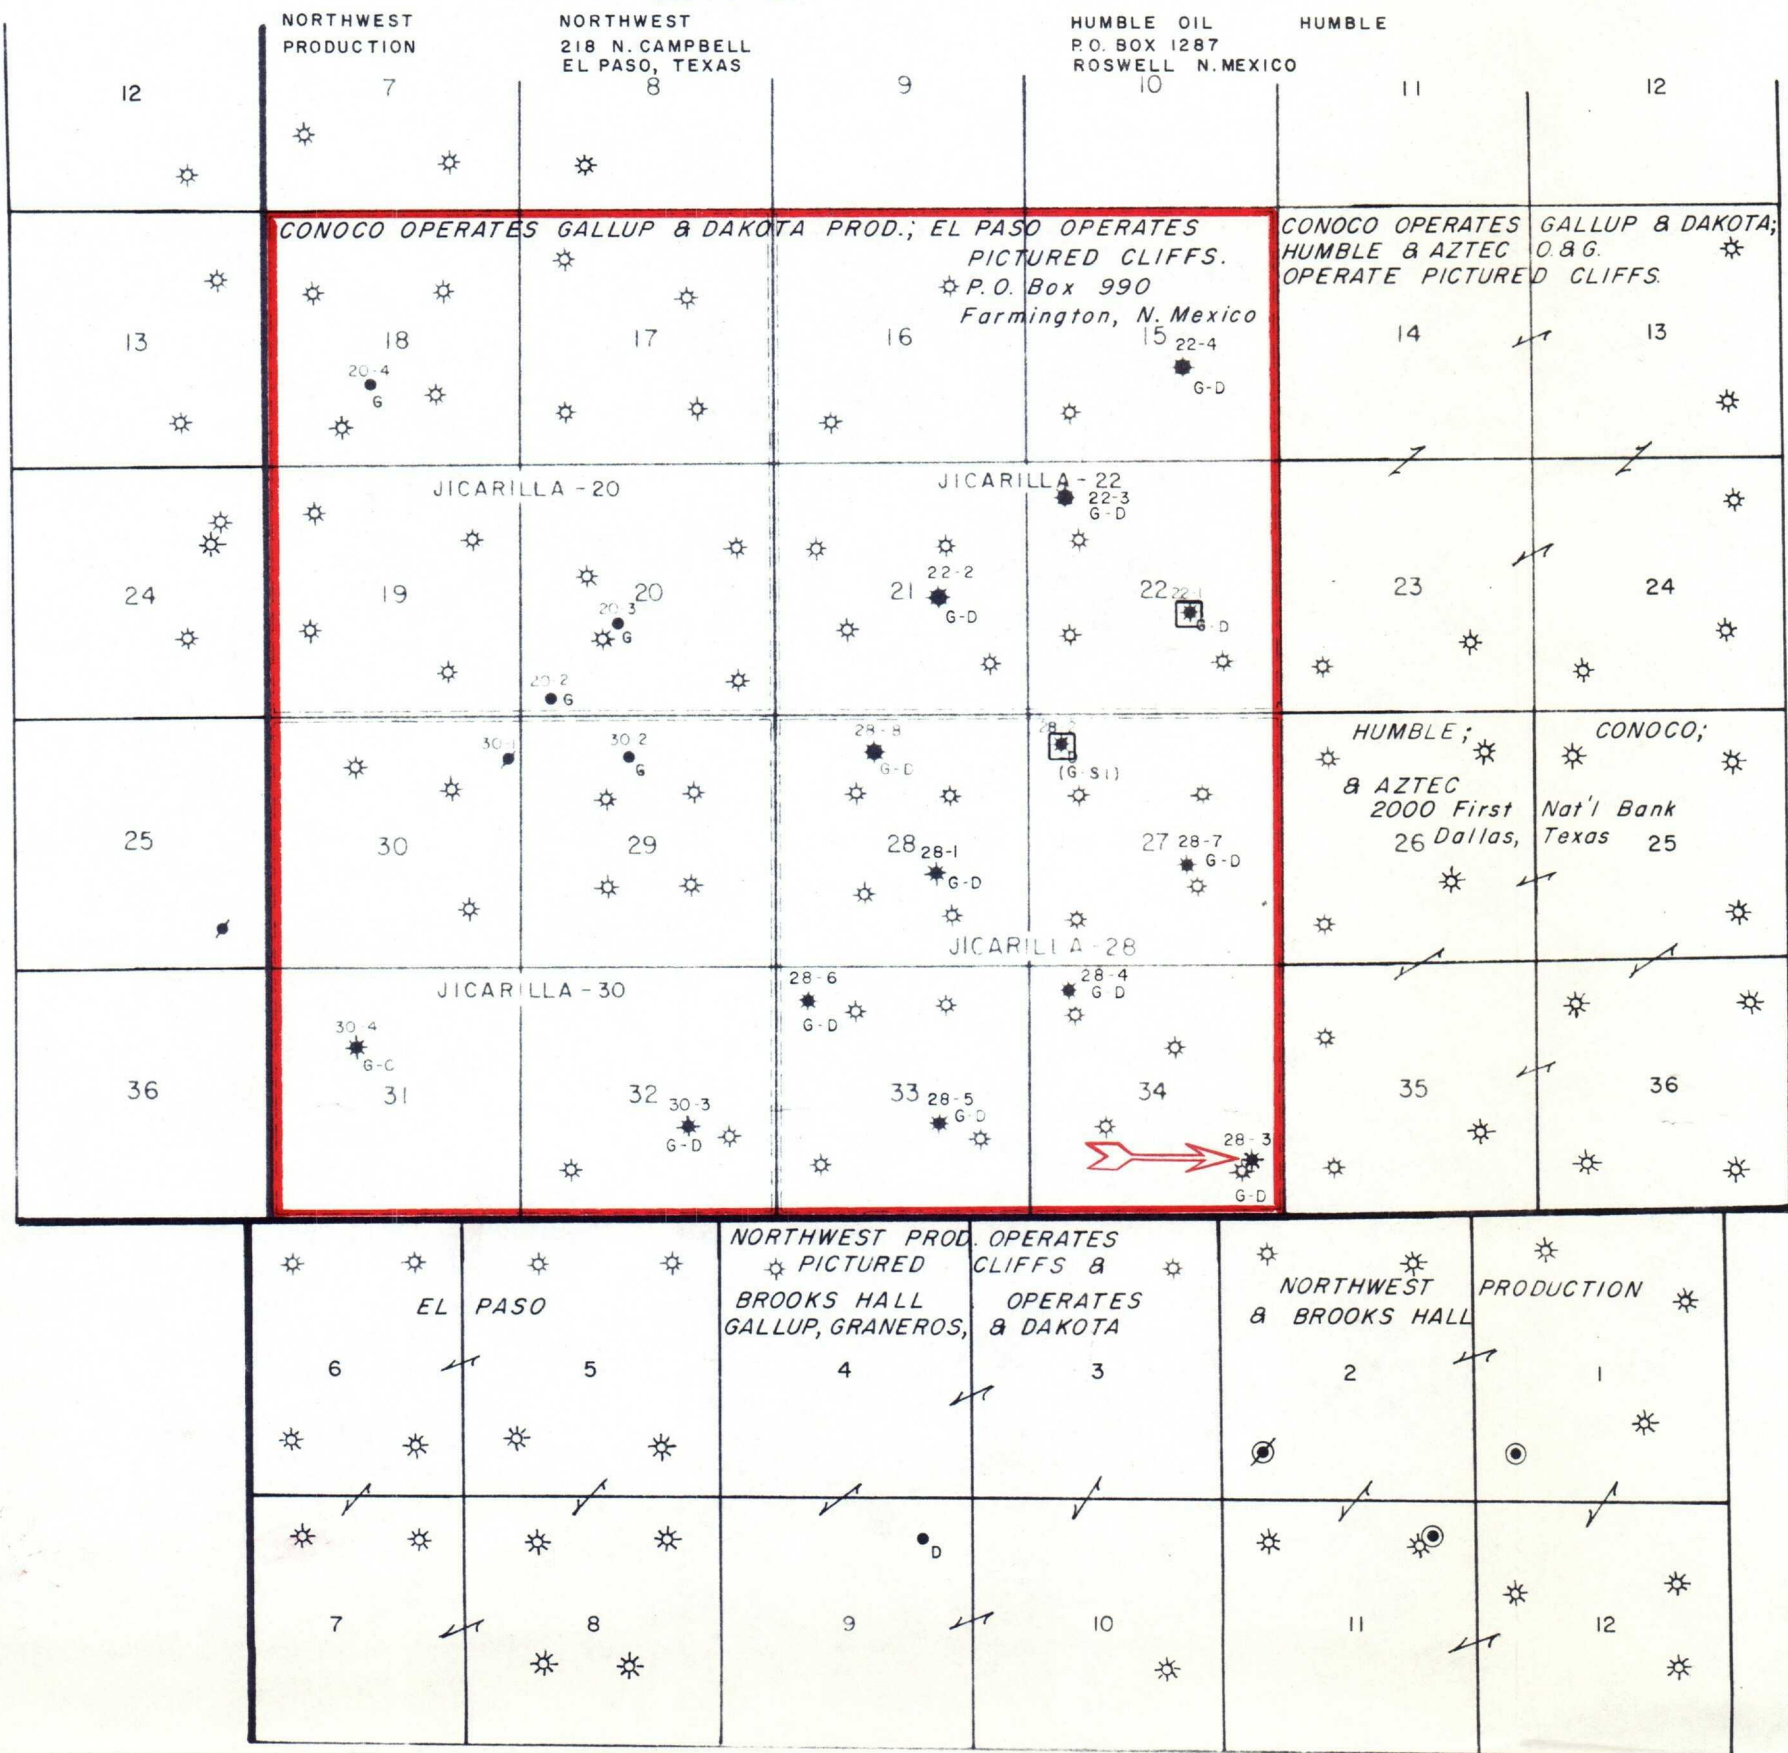 NORTHWEST
PRODUCTION
NORTHWEST
218 N. CAMPBELL
EL PASO, TEXAS
HUMBLE OIL
P.O. BOX 1287
ROSWELL N. MEXICO
HUMBLE
12
7
8
9
10
11
12
CONOCO OPERATES GALLUP & DAKOTA PROD.; EL PASO OPERATES
PICTURED CLIFFS.
P.O. Box 990
Farmington, N. Mexico
CONOCO OPERATES GALLUP & DAKOTA;
HUMBLE & AZTEC O.&G.
OPERATE PICTURED CLIFFS.
13
18
17
16
15
14
13
20-4
G
22-4
G-D
JICARILLA-20
JICARILLA-22
22-3
G-D
24
19
20
21
22
23
24
20-3
G
22-2
G-D
22-1
G-D
20-2
G
30-1
30-2
G
28-8
G-D
D
(G-SI)
HUMBLE;
CONOCO;
& AZTEC
2000 First Nat'l Bank
Dallas, Texas
25
30
29
28
27
26
25
28-1
G-D
28-7
G-D
JICARILLA-28
JICARILLA-30
28-6
G-D
28-4
G-D
30-4
G-C
36
31
32
33
34
35
36
30-3
G-D
28-5
G-D
28-3
G-D
NORTHWEST PROD. OPERATES
PICTURED CLIFFS &
BROOKS HALL OPERATES
GALLUP, GRANEROS, & DAKOTA
EL PASO
NORTHWEST PRODUCTION
& BROOKS HALL
6
5
4
3
2
1
D
7
8
9
10
11
12